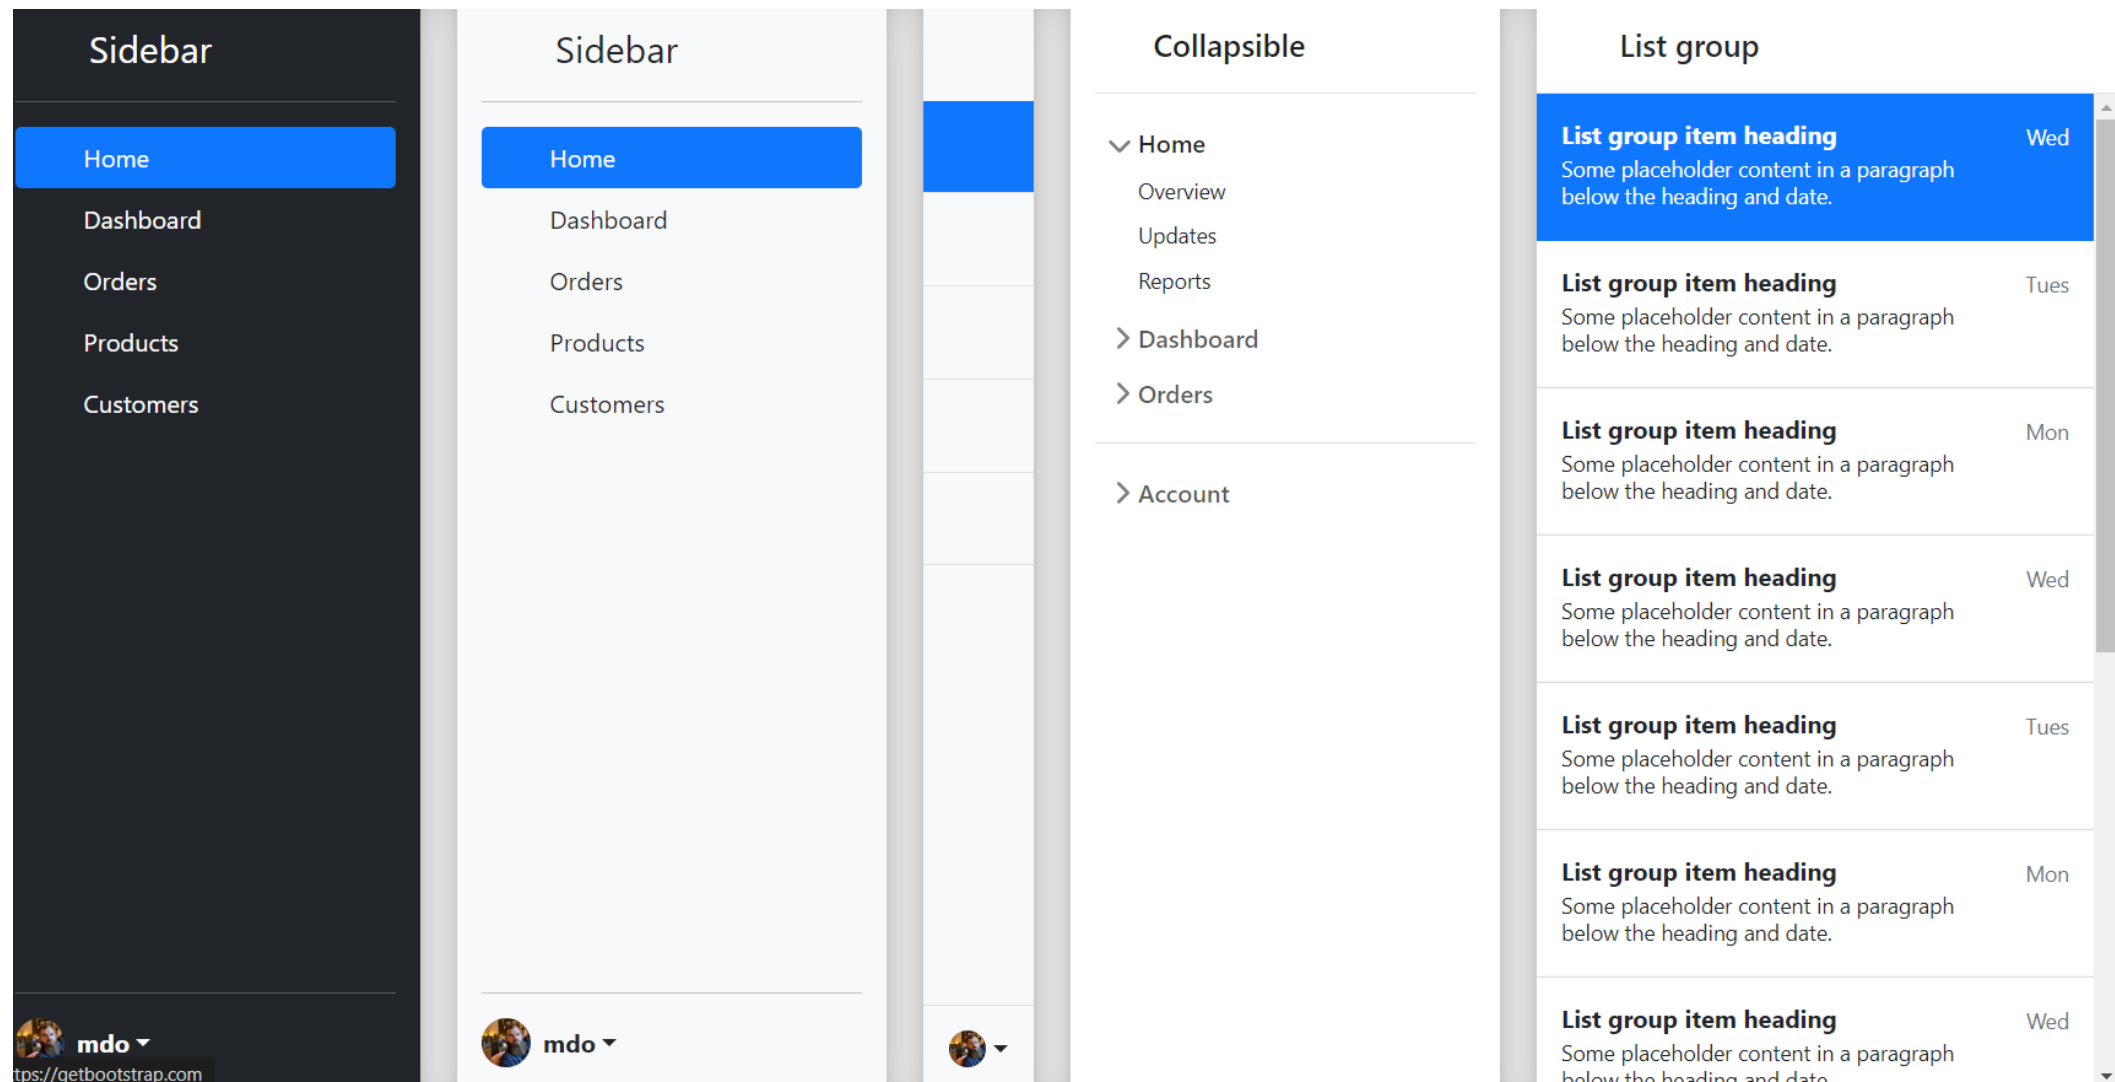 Sidebar
Home
Dashboard
Orders
Products
Customers
mdo
tps://getbootstrap.com
Sidebar
Home
Dashboard
Orders
Products
Customers
mdo
Collapsible
Home
Overview
Updates
Reports
Dashboard
Orders
Account
List group
List group item heading Wed
Some placeholder content in a paragraph
below the heading and date.
List group item heading Tues
Some placeholder content in a paragraph
below the heading and date.
List group item heading Mon
Some placeholder content in a paragraph
below the heading and date.
List group item heading Wed
Some placeholder content in a paragraph
below the heading and date.
List group item heading Tues
Some placeholder content in a paragraph
below the heading and date.
List group item heading Mon
Some placeholder content in a paragraph
below the heading and date.
List group item heading Wed
Some placeholder content in a paragraph
below the heading and date.